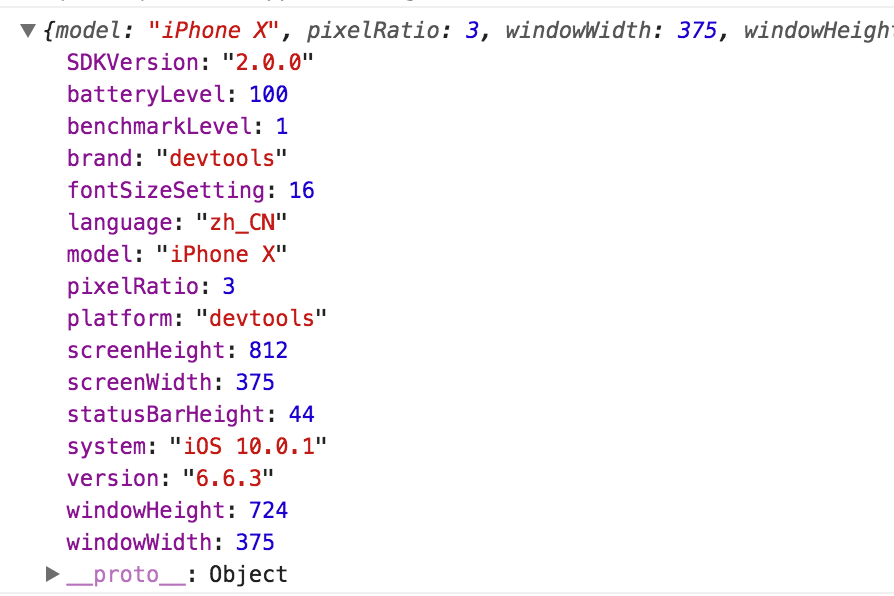 {model: "iPhone X", pixelRatio: 3, windowWidth: 375,
SDKVersion: "2.0.0"
batteryLevel: 100
benchmarkLevel: 1
brand: "devtools"
fontSizeSetting: 16
language: "zh_CN"
model: "iPhone X"
pixelRatio: 3
platform: "devtools"
screenHeight: 812
screenWidth: 375
statusBarHeight: 44
system: "iOS 10.0.1"
version: "6.6.3"
windowHeight: 724
windowWidth: 375
__proto__: Object